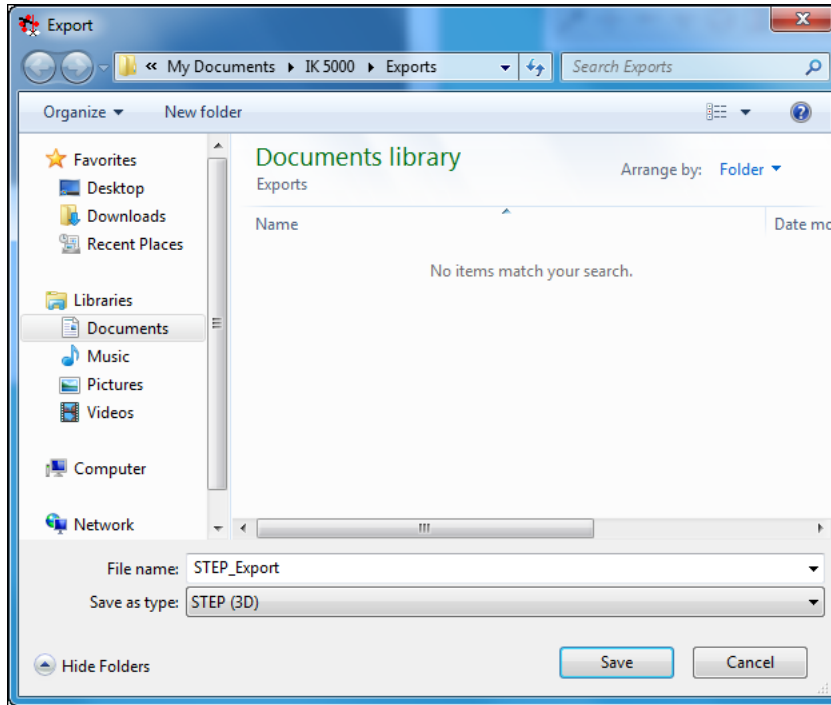 Export
« My Documents IK 5000 Exports Search Exports
Organize New folder
Favorites
Desktop
Downloads
Recent Places
Libraries
Documents
Music
Pictures
Videos
Computer
Network
Documents library
Exports
Arrange by: Folder
Name Date mo
No items match your search.
File name: STEP_Export
Save as type: STEP (3D)
Hide Folders Save Cancel